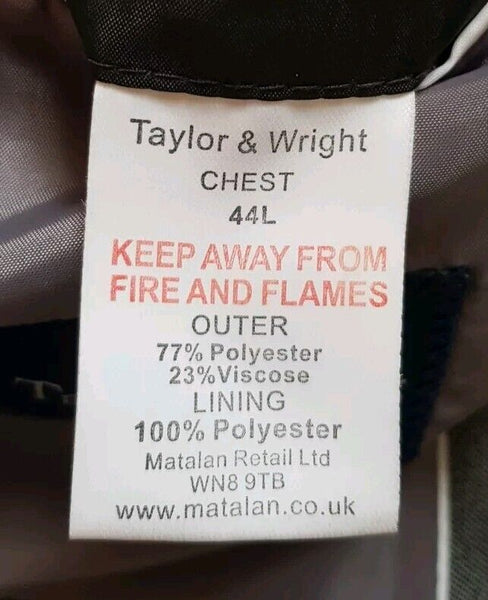 Taylor & Wright
CHEST
44L
KEEP AWAY FROM
FIRE AND FLAMES
OUTER
77% Polyester
23%Viscose
LINING
100% Polyester
Matalan Retail Ltd
WN8 9TB
www.matalan.co.uk